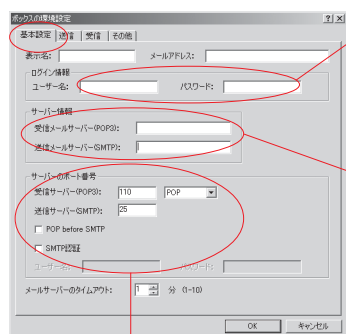 ボックスの環境設定
基本設定 送信 受信 その他
表示名: メールアドレス:
ログイン情報
ユーザー名: パスワード:
サーバー情報
受信メールサーバー(POP3):
送信メールサーバー(SMTP):
サーバーのポート番号
受信サーバー(POP3): 110 POP
送信サーバー(SMTP): 25
POP before SMTP
SMTP認証
ユーザー名: パスワード:
メールサーバーのタイムアウト: 1 分 (1-10)
OK キャンセル